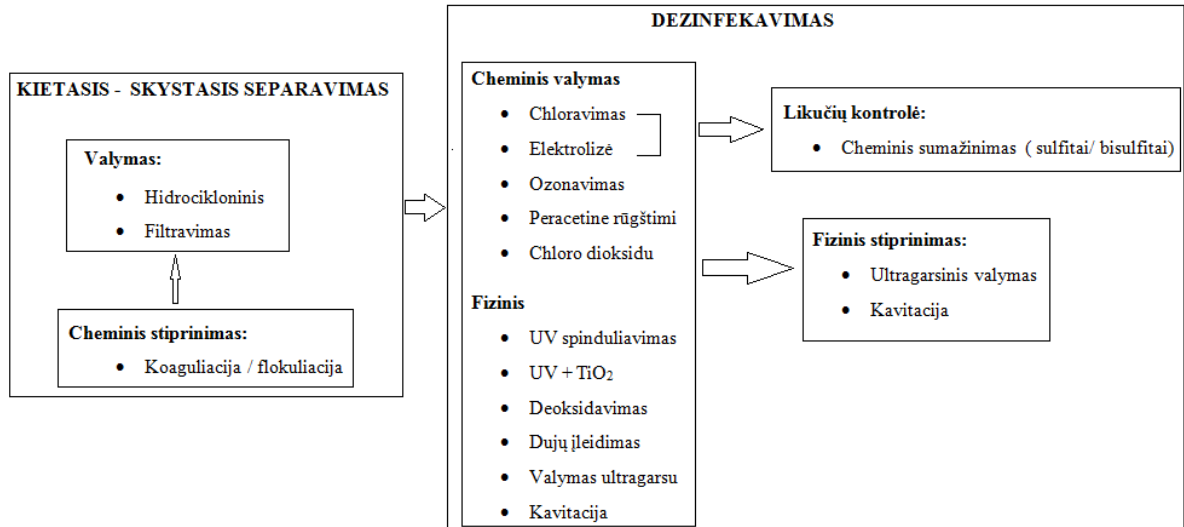 KIETASIS - SKYSTASIS SEPARAVIMAS
Valymas:
• Hidrocikloninis
• Filtravimas
Cheminis stiprinimas:
• Koaguliacija / flokuliacija
DEZINFEKAVIMAS
Cheminis valymas
• Chloravimas
• Elektrolizė
• Ozonavimas
• Peracetine rūgštimi
• Chloro dioksidu
Fizinis
• UV spinduliavimas
• UV + TiO₂
• Deoksidavimas
• Dujų įleidimas
• Valymas ultragarsu
• Kavitacija
Likučių kontrolė:
• Cheminis sumažinimas ( sulfitai/ bisulfitai)
Fizinis stiprinimas:
• Ultragarsinis valymas
• Kavitacija